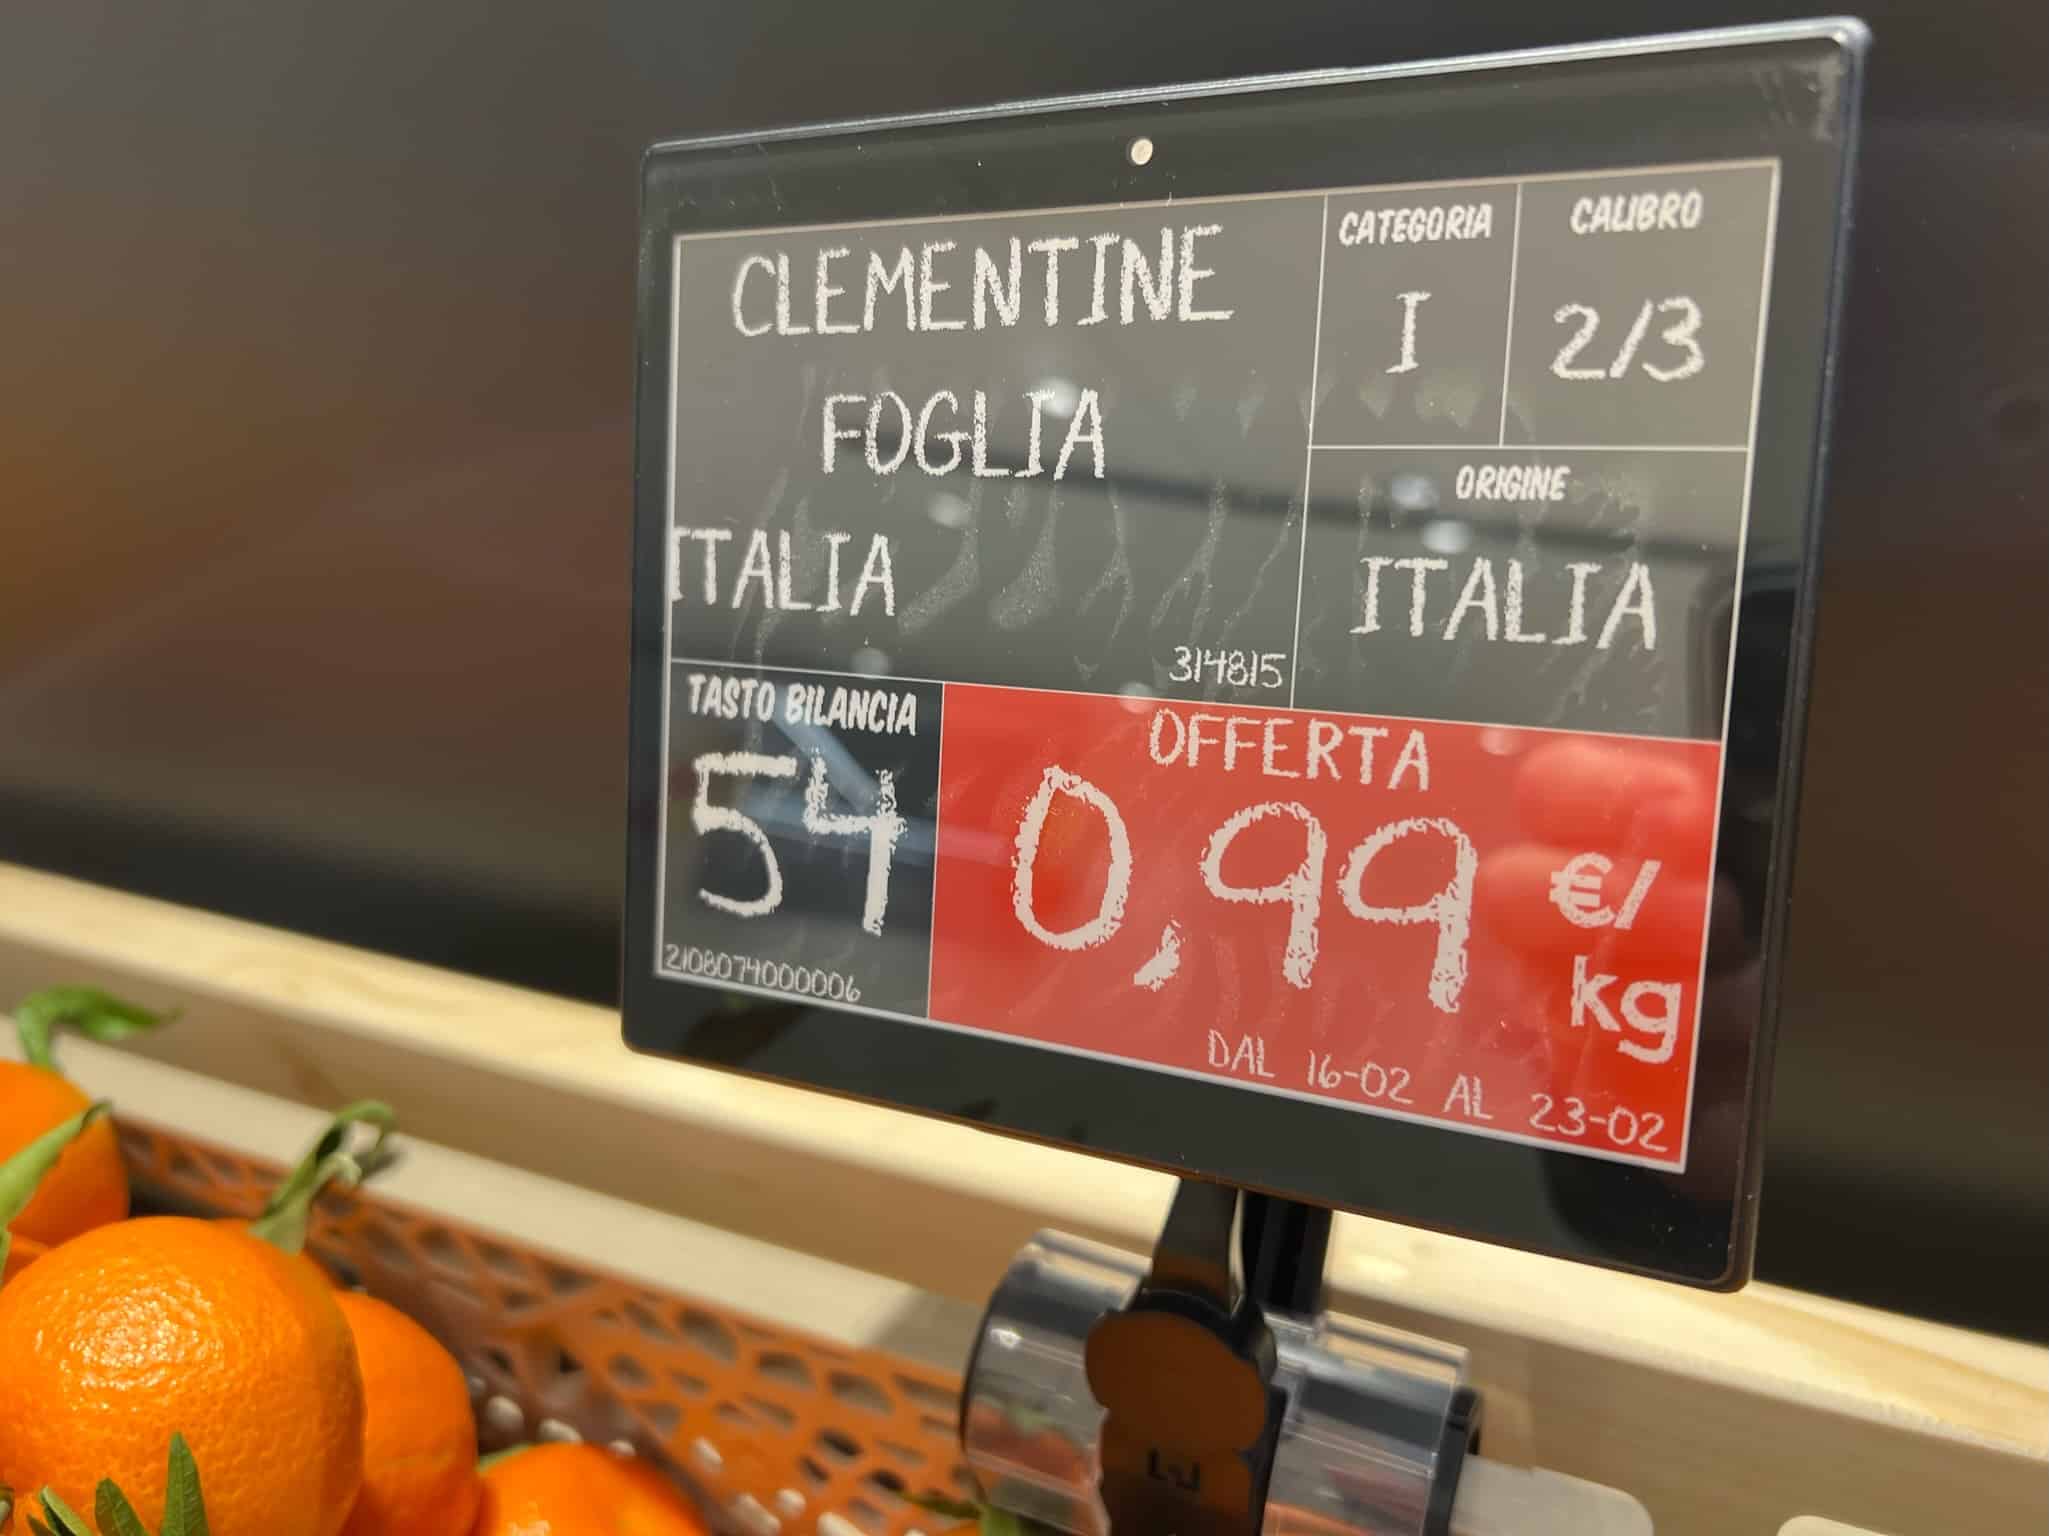 CLEMENTINE
FOGLIA
ITALIA
314815
CATEGORIA
I
CALIBRO
2/3
ORIGINE
ITALIA
TASTO BILANCIA
54
2108074000006
OFFERTA
0,99 €/
kg
DAL 16-02 AL 23-02